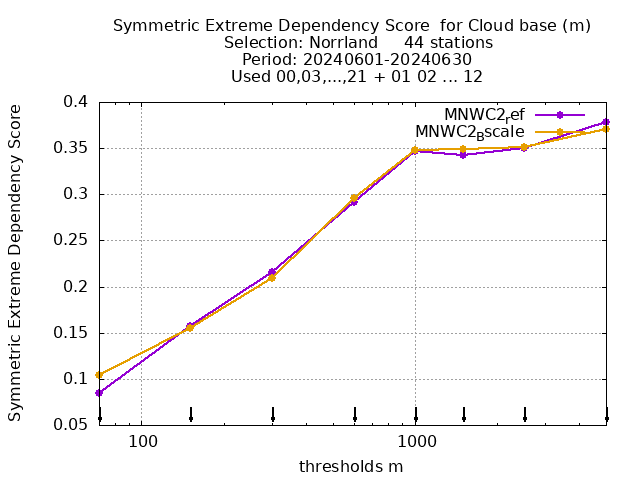 Symmetric Extreme Dependency Score  for Cloud base (m)
Selection: Norrland     44 stations
Period: 20240601-20240630
Used 00,03,...,21 + 01 02 ... 12
Symmetric Extreme Dependency Score
0.4
0.35
0.3
0.25
0.2
0.15
0.1
0.05
MNWC2ref
MNWC2Bscale
100
1000
thresholds m